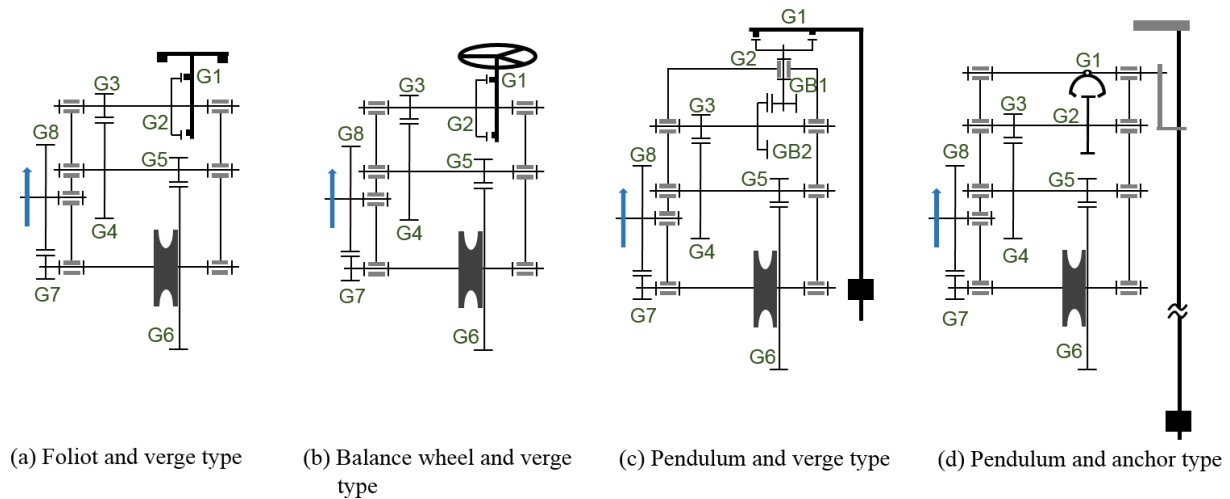 G1
G3
G2
G8
G5
G4
G7
G6
(a) Foliot and verge type
G1
G3
G2
G8
G5
G4
G7
G6
(b) Balance wheel and verge
type
G1
G2
GB1
G3
GB2
G8
G5
G4
G7
G6
(c) Pendulum and verge type
G1
G3
G2
G8
G5
G4
G7
G6
(d) Pendulum and anchor type